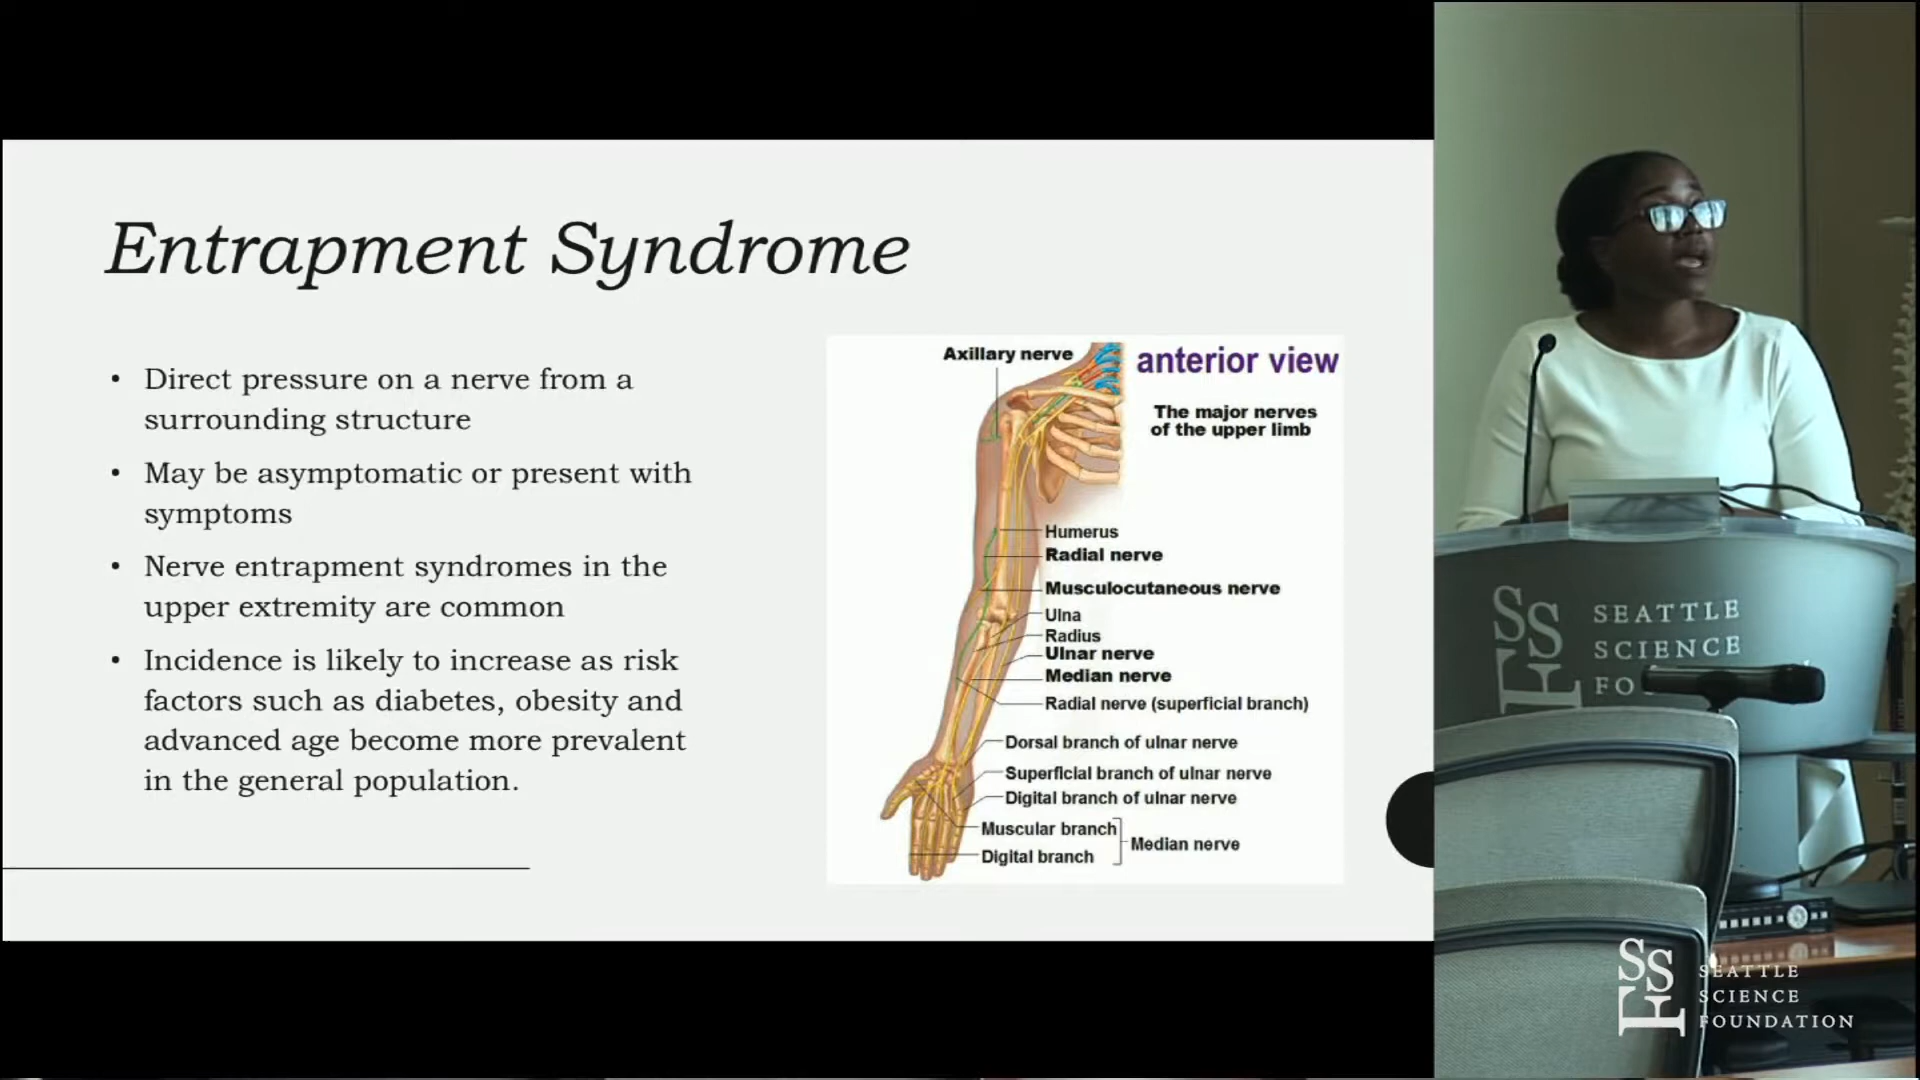 Entrapment Syndrome
• Direct pressure on a nerve from a
surrounding structure
• May be asymptomatic or present with
symptoms
• Nerve entrapment syndromes in the
upper extremity are common
• Incidence is likely to increase as risk
factors such as diabetes, obesity and
advanced age become more prevalent
in the general population.
Axillary nerve
anterior view
The major nerves
of the upper limb
Humerus
Radial nerve
Musculocutaneous nerve
Ulna
Radius
Ulnar nerve
Median nerve
Radial nerve (superficial branch)
Dorsal branch of ulnar nerve
Superficial branch of ulnar nerve
Digital branch of ulnar nerve
Muscular branch
Digital branch
Median nerve
SSF
SEATTLE
SCIENCE
SSF
SEATTLE
SCIENCE
FOUNDATION